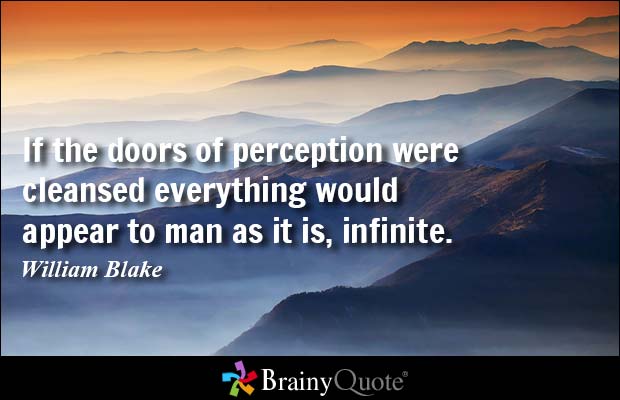 If the doors of perception were
cleansed everything would
appear to man as it is, infinite.
William Blake
BrainyQuote®